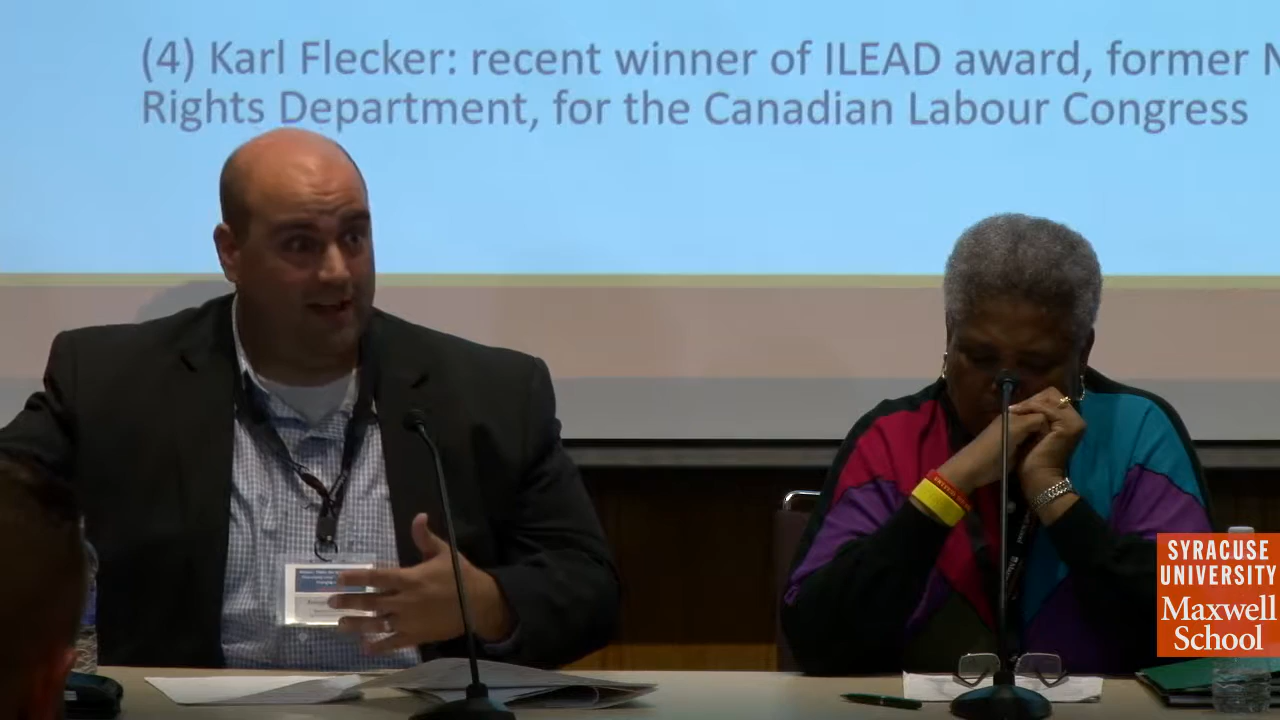 (4) Karl Flecker: recent winner of ILEAD award, former N
Rights Department, for the Canadian Labour Congress
SYRACUSE
UNIVERSITY
Maxwell
School